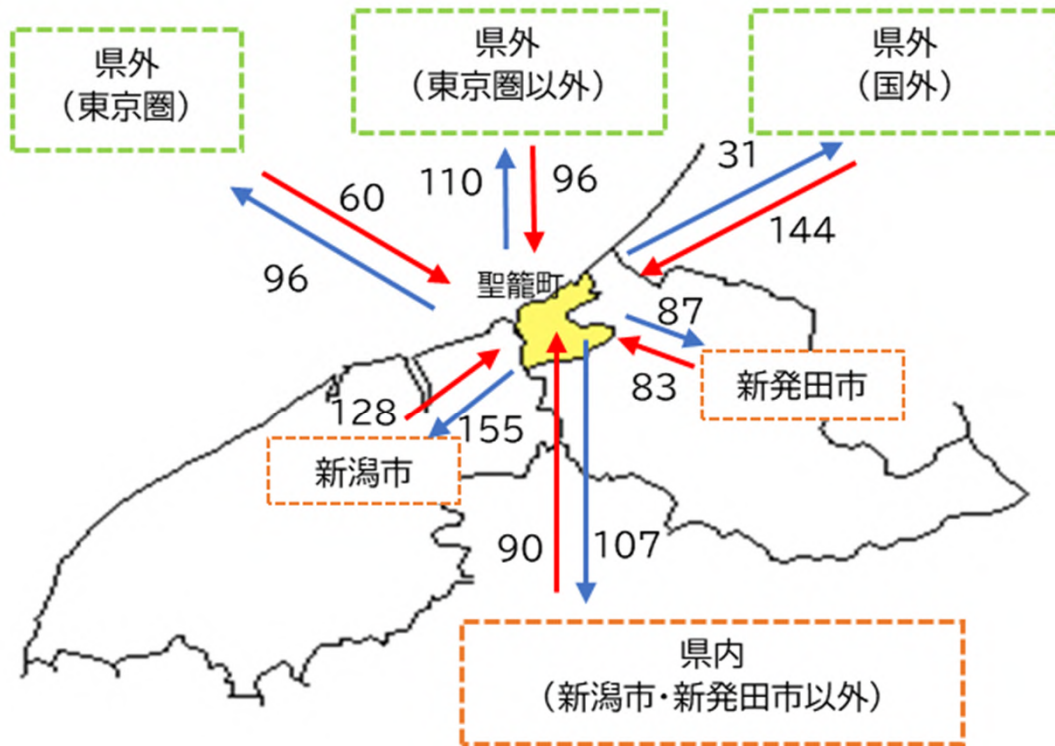 県外
(東京圏)
県外
(東京圏以外)
県外
(国外)
60
96
110
96
31
144
聖籠町
87
83
新発田市
128
155
新潟市
90
107
県内
(新潟市・新発田市以外)